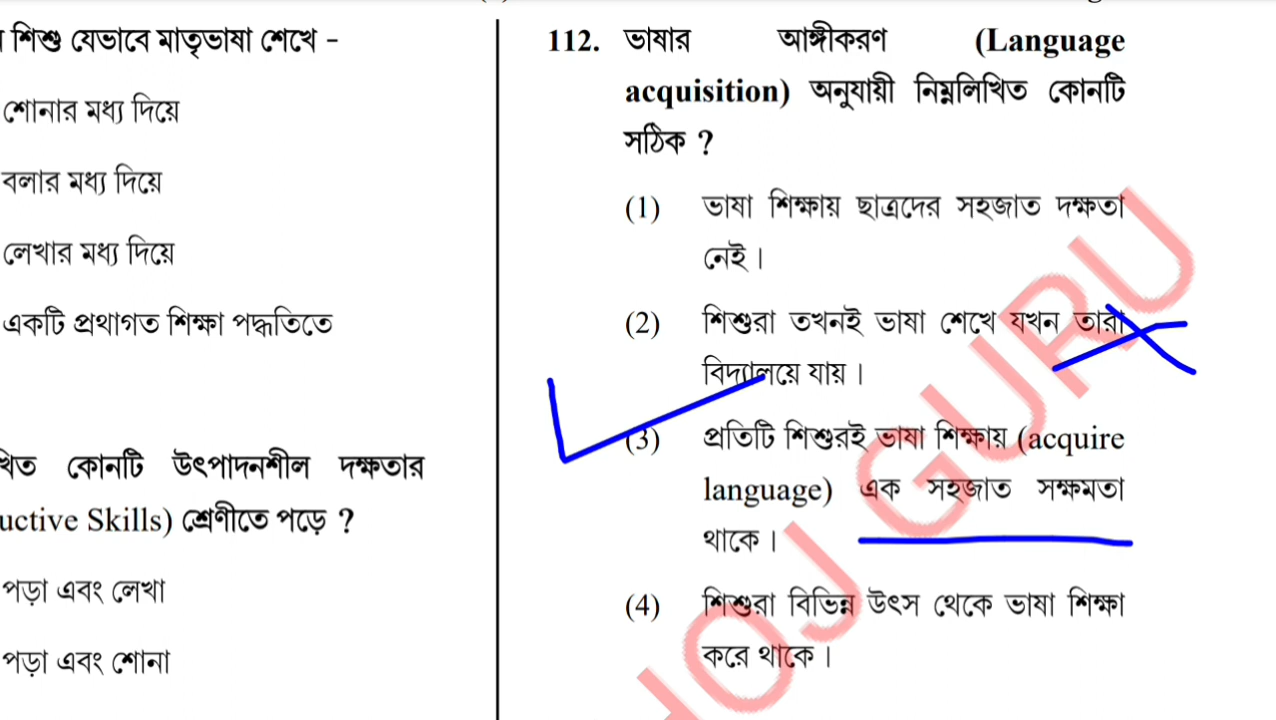 শিশু যেভাবে মাতৃভাষা শেখে -
শোনার মধ্য দিয়ে
বলার মধ্য দিয়ে
লেখার মধ্য দিয়ে
একটি প্রথাগত শিক্ষা পদ্ধতিতে
কোনটি উৎপাদনশীল দক্ষতার
uctive Skills) শ্রেণীতে পড়ে ?
পড়া এবং লেখা
পড়া এবং শোনা
112. ভাষার আঙ্গীকরণ (Language
acquisition) অনুযায়ী নিম্নলিখিত কোনটি
সঠিক ?
(1) ভাষা শিক্ষায় ছাত্রদের সহজাত দক্ষতা
নেই।
(2) শিশুরা তখনই ভাষা শেখে যখন তারা
বিদ্যালয়ে যায়।
(3) প্রতিটি শিশুরই ভাষা শিক্ষায় (acquire
language) এক সহজাত সক্ষমতা
থাকে।
(4) শিশুরা বিভিন্ন উৎস থেকে ভাষা শিক্ষা
করে থাকে।
HOJ GURU